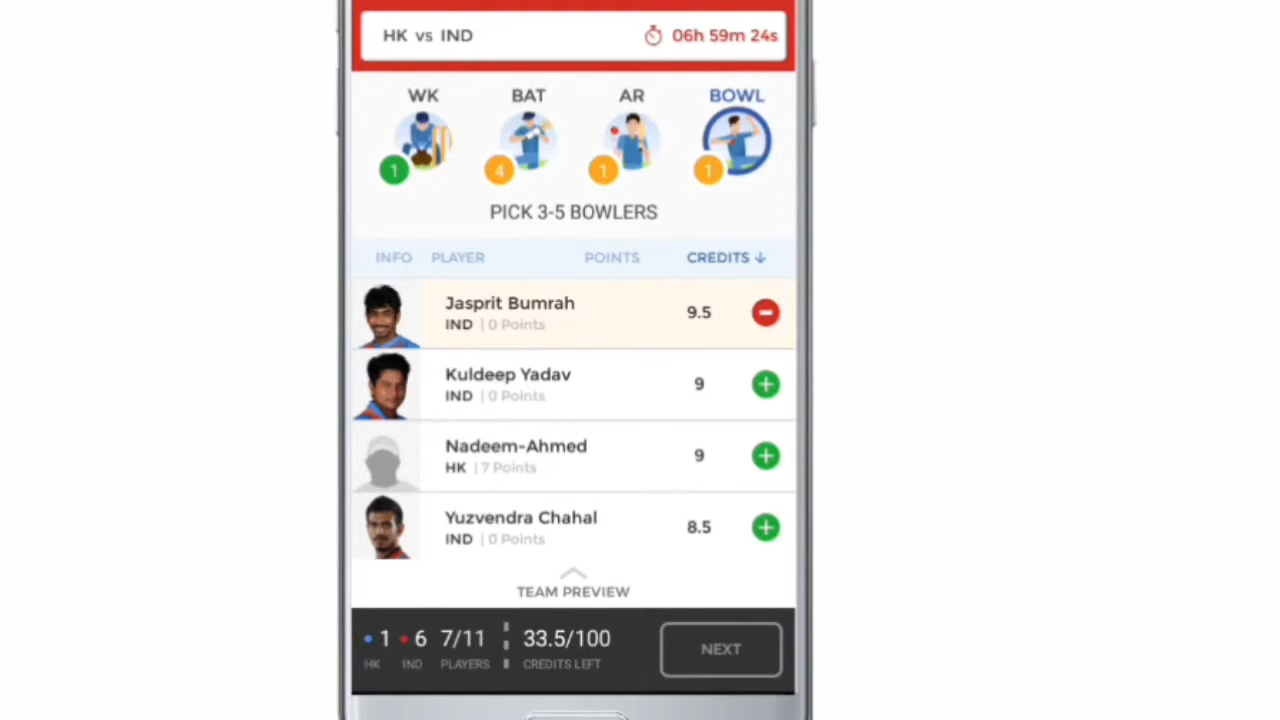 HK vs IND 06h 59m 24s
WK BAT AR BOWL
1 4 1 1
PICK 3-5 BOWLERS
INFO PLAYER POINTS CREDITS ↓
Jasprit Bumrah
IND | 0 Points 9.5
Kuldeep Yadav
IND | 0 Points 9
Nadeem-Ahmed
HK | 7 Points 9
Yuzvendra Chahal
IND | 0 Points 8.5
TEAM PREVIEW
1 6 7/11 33.5/100 NEXT
HK IND PLAYERS CREDITS LEFT